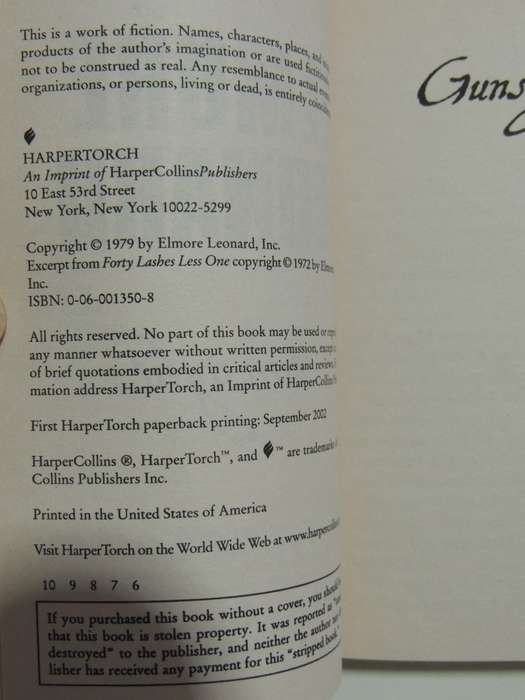 This is a work of fiction. Names, characters, places, and
products of the author's imagination or are used
not to be construed as real. Any resemblance to actual
organizations, or persons, living or dead, is entirely
HARPERTORCH
An Imprint of HarperCollinsPublishers
10 East 53rd Street
New York, New York 10022-5299
Copyright © 1979 by Elmore Leonard, Inc.
Excerpt from Forty Lashes Less One copyright © 1972 by
Inc.
ISBN: 0-06-001350-8
All rights reserved. No part of this book may be used or
any manner whatsoever without written permission, except
of brief quotations embodied in critical articles and reviews.
mation address HarperTorch, an Imprint of HarperCollins
First HarperTorch paperback printing: September 2002
HarperCollins ®, HarperTorch™, and ™ are trademarks
Collins Publishers Inc.
Printed in the United States of America
Visit HarperTorch on the World Wide Web at
10 9 8 7 6
If you purchased this book without a cover, you should
that this book is stolen property. It was reported as
destroyed" to the publisher, and neither the author
lisher has received any payment for this "stripped book."
Guns